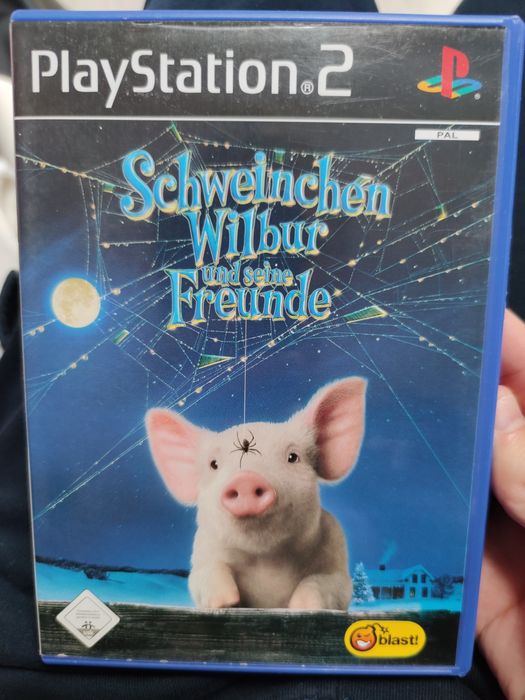 PlayStation®2
PAL
Schweinchen
Wilbur
und seine
Freunde
blast!